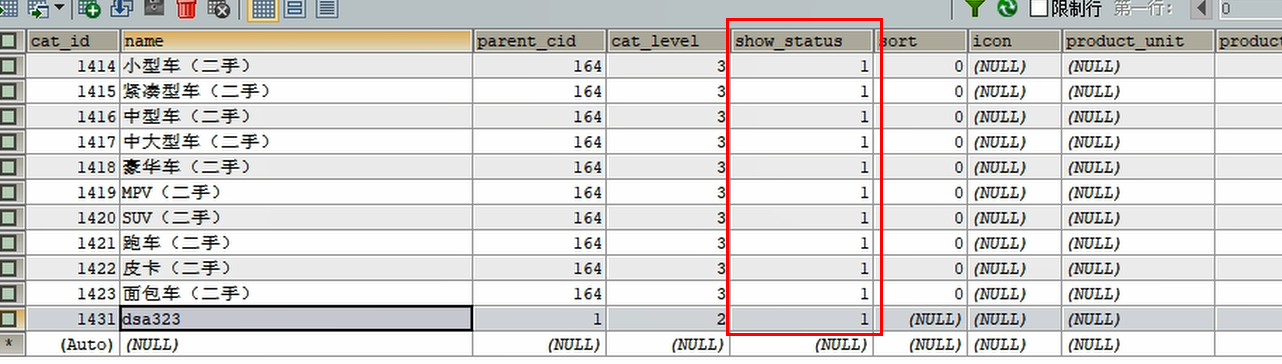 限制行 第一行: 0
cat_id name parent_cid cat_level show_status sort icon product_unit product
1414 小型车（二手） 164 3 1 0 (NULL) (NULL)
1415 紧凑型车（二手） 164 3 1 0 (NULL) (NULL)
1416 中型车（二手） 164 3 1 0 (NULL) (NULL)
1417 中大型车（二手） 164 3 1 0 (NULL) (NULL)
1418 豪华车（二手） 164 3 1 0 (NULL) (NULL)
1419 MPV（二手） 164 3 1 0 (NULL) (NULL)
1420 SUV（二手） 164 3 1 0 (NULL) (NULL)
1421 跑车（二手） 164 3 1 0 (NULL) (NULL)
1422 皮卡（二手） 164 3 1 0 (NULL) (NULL)
1423 面包车（二手） 164 3 1 0 (NULL) (NULL)
1431 dsa323 1 2 1 (NULL) (NULL) (NULL)
* (Auto) (NULL) (NULL) (NULL) (NULL) (NULL) (NULL) (NULL)